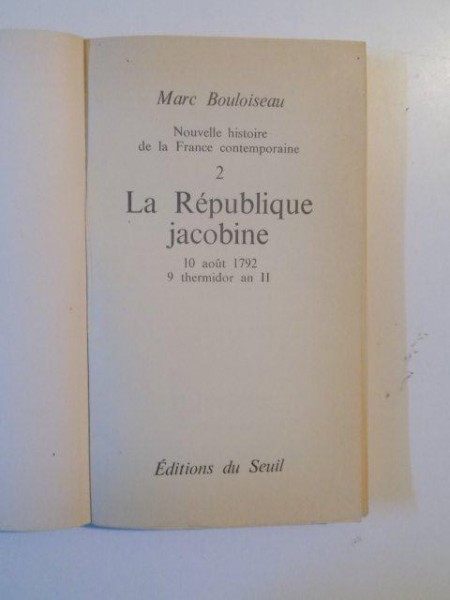 Marc Bouloiseau
Nouvelle histoire
de la France contemporaine
2
La République
jacobine
10 août 1792
9 thermidor an II
Éditions du Seuil